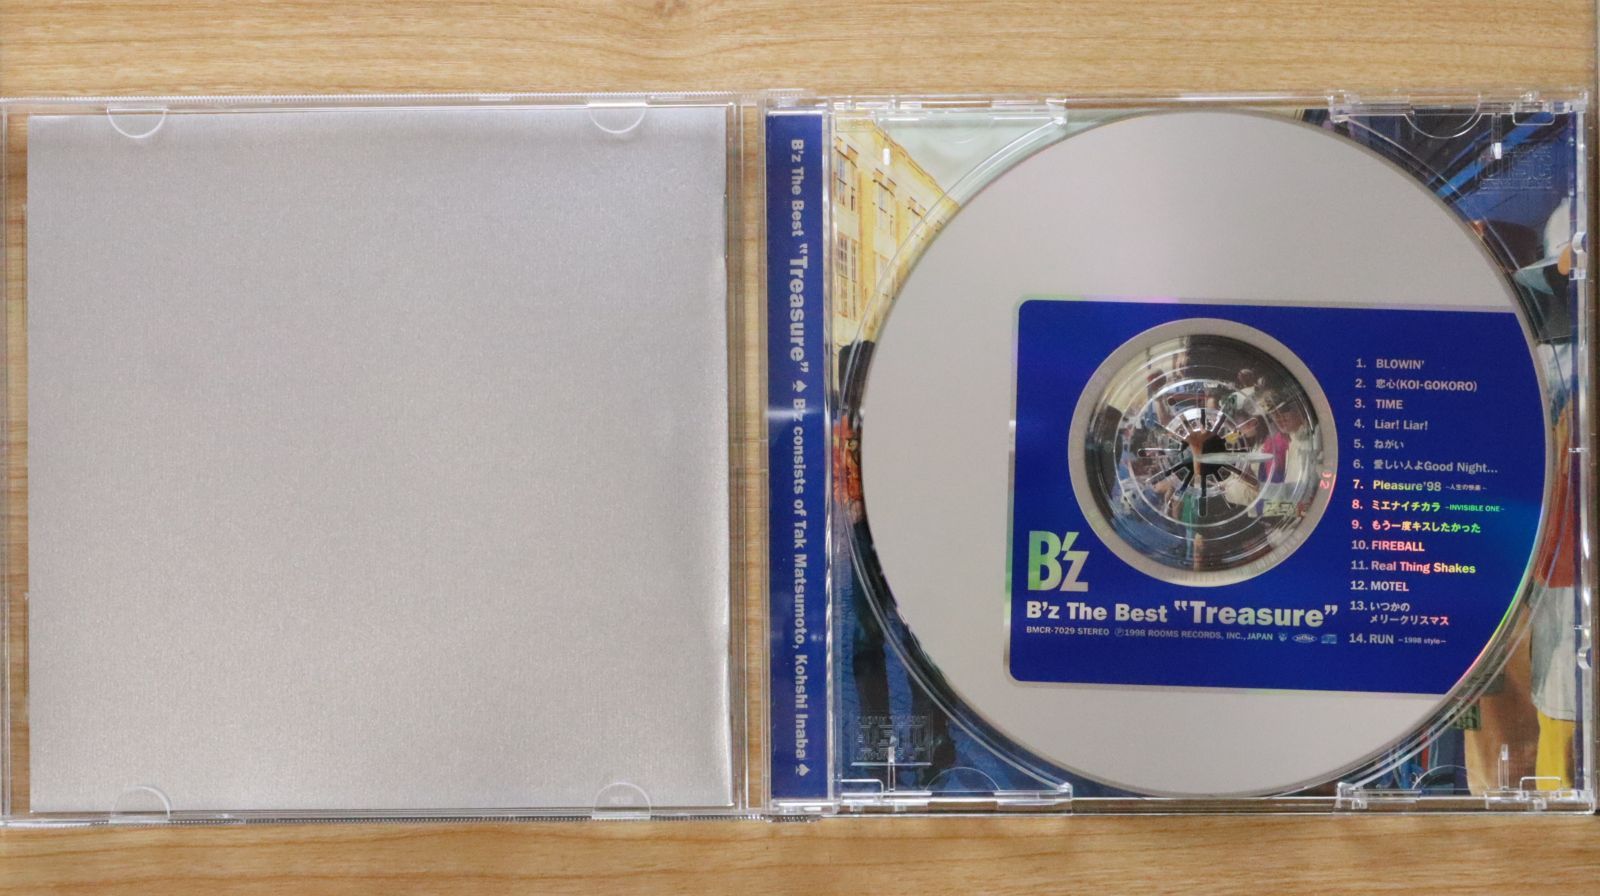 B'z The Best "Treasure" ♠ B'z consists of Tak Matsumoto, Kohshi Inaba ♠
1. BLOWIN'
2. 恋心(KOI-GOKORO)
3. TIME
4. Liar! Liar!
5. ねがい
6. 愛しい人よGood Night...
7. Pleasure'98 ~人生の快楽~
8. ミエナイチカラ ~INVISIBLE ONE~
9. もう一度キスしたかった
10. FIREBALL
11. Real Thing Shakes
12. MOTEL
13. いつかの
メリークリスマス
14. RUN ~1998 style~
B'z
B'z The Best "Treasure"
BMCR-7029 STEREO Ⓟ1998 ROOMS RECORDS, INC., JAPAN